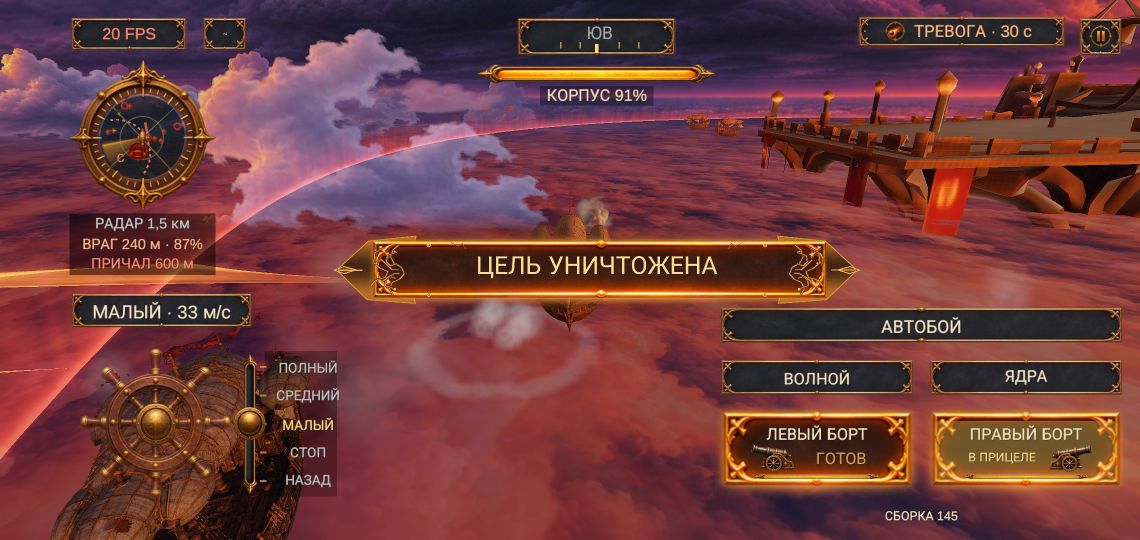 20 FPS
ЮВ
ТРЕВОГА · 30 с
КОРПУС 91%
С
РАДАР 1,5 км
ВРАГ 240 м · 87%
ПРИЧАЛ 600 м
ЦЕЛЬ УНИЧТОЖЕНА
МАЛЫЙ · 33 м/с
АВТОБОЙ
ПОЛНЫЙ
СРЕДНИЙ
МАЛЫЙ
СТОП
НАЗАД
ВОЛНОЙ
ЯДРА
ЛЕВЫЙ БОРТ
ГОТОВ
ПРАВЫЙ БОРТ
В ПРИЦЕЛЕ
СБОРКА 145